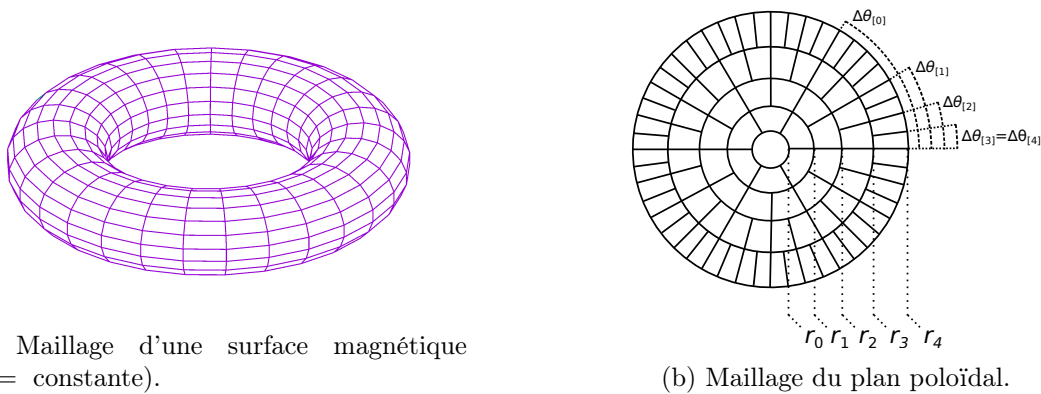 Δθ[0]
Δθ[1]
Δθ[2]
Δθ[3]=Δθ[4]
r0 r1 r2 r3 r4
Maillage d'une surface magnétique
= constante).
(b) Maillage du plan poloïdal.